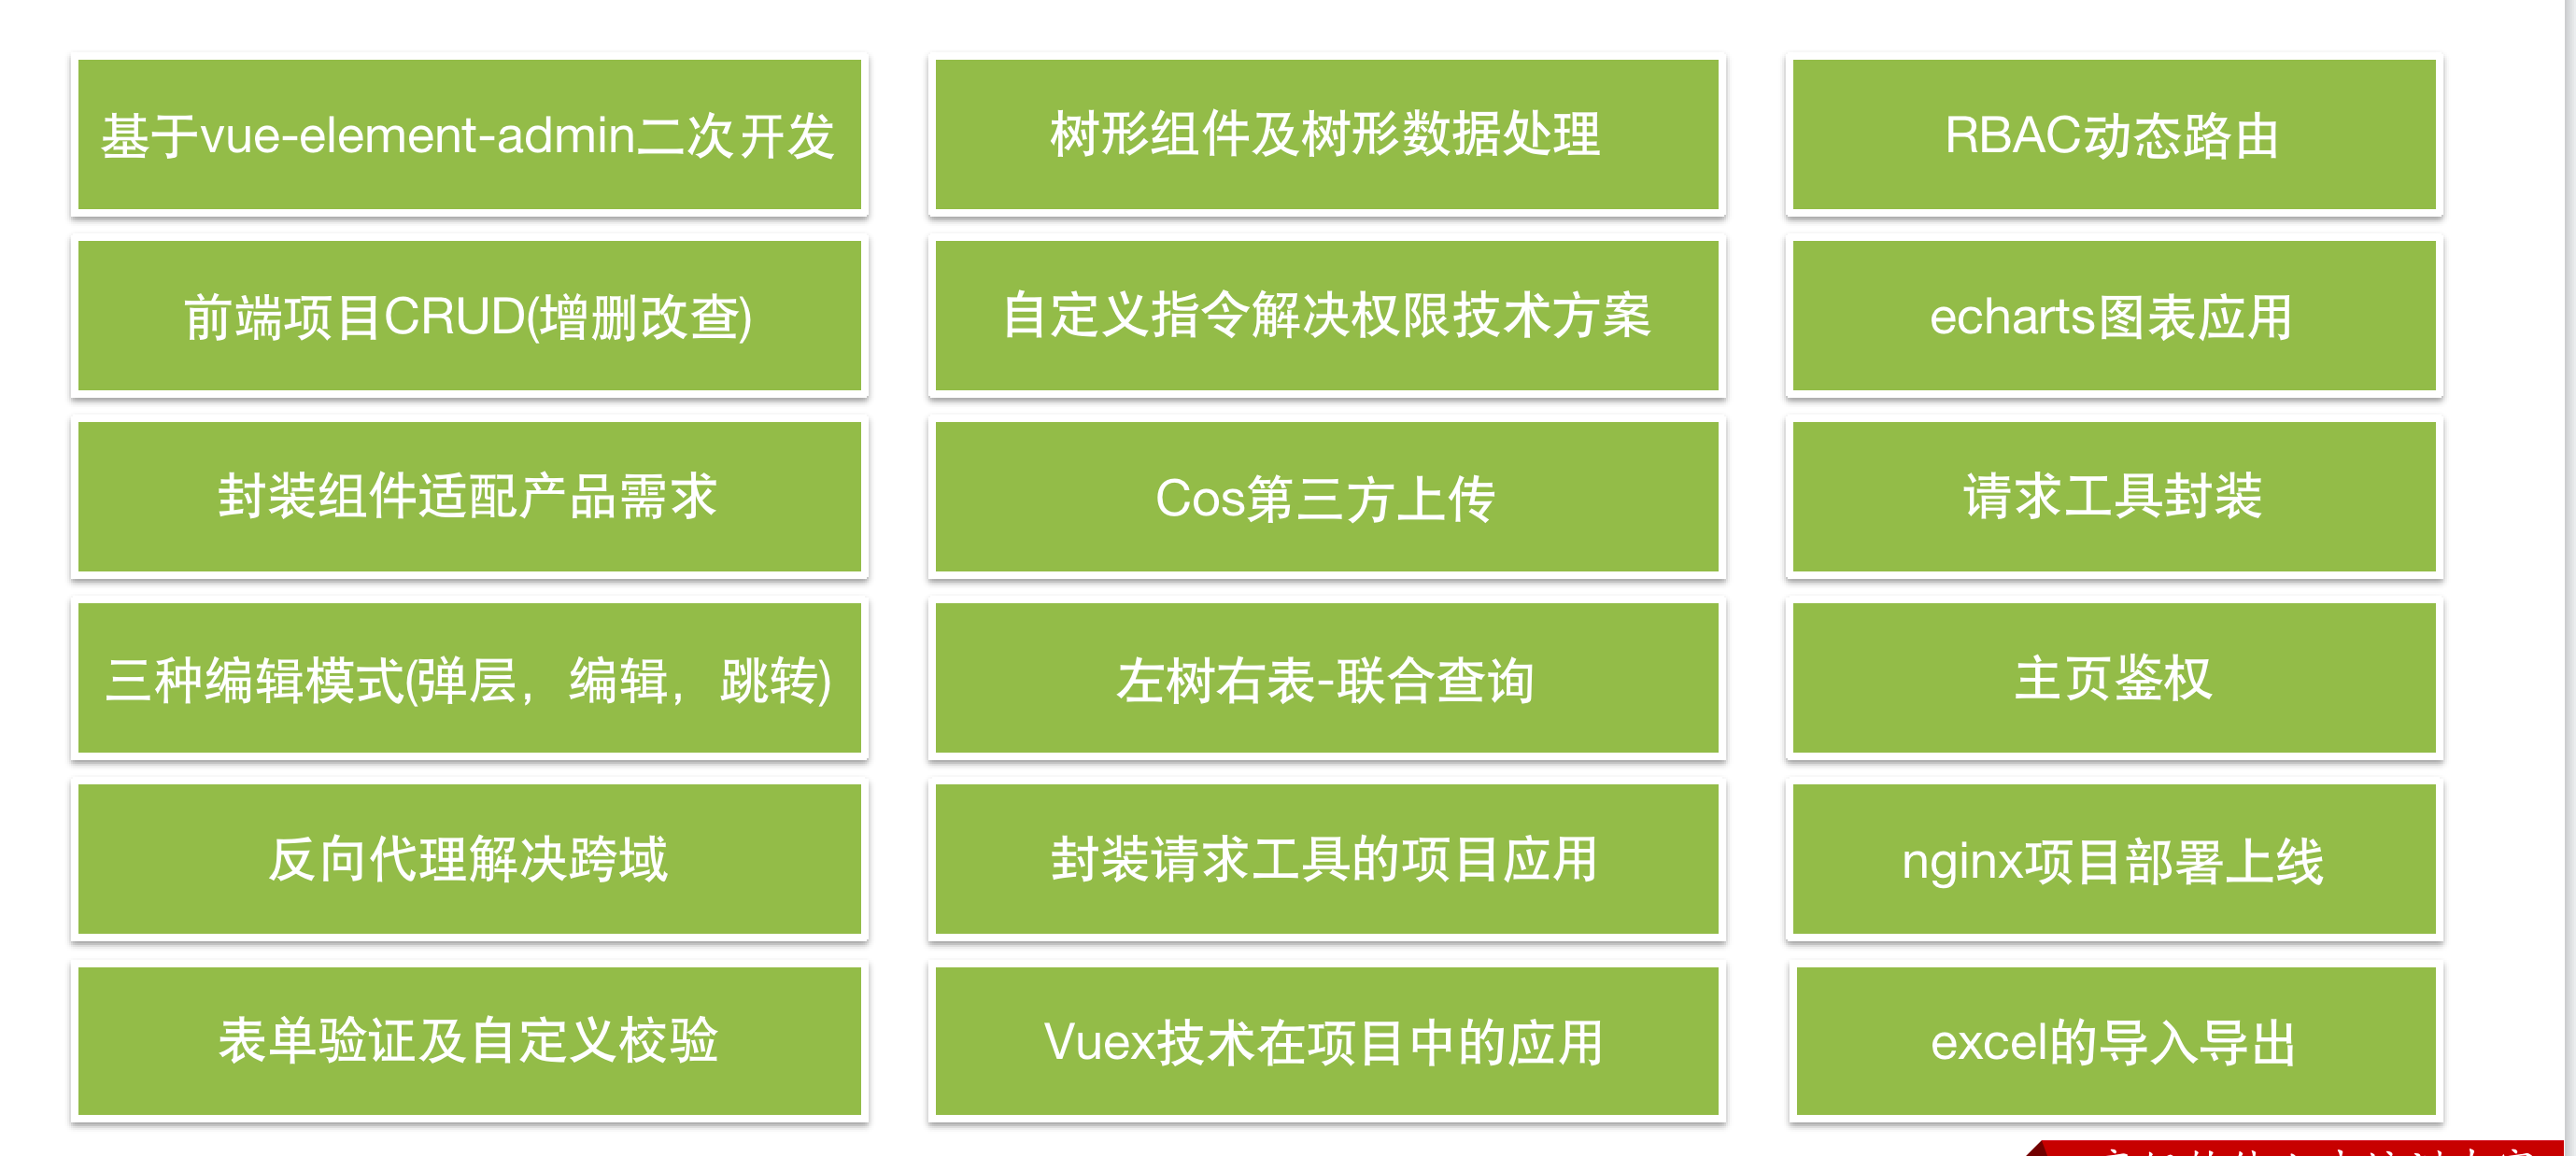 基于vue-element-admin二次开发
树形组件及树形数据处理
RBAC动态路由
前端项目CRUD(增删改查)
自定义指令解决权限技术方案
echarts图表应用
封装组件适配产品需求
Cos第三方上传
请求工具封装
三种编辑模式(弹层，编辑，跳转)
左树右表-联合查询
主页鉴权
反向代理解决跨域
封装请求工具的项目应用
nginx项目部署上线
表单验证及自定义校验
Vuex技术在项目中的应用
excel的导入导出